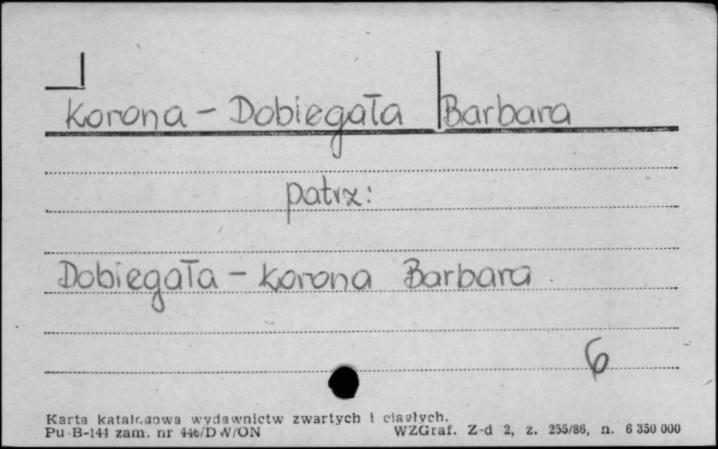 Korona - Dobiegała Barbara
patrz:
Dobiegała - Korona Barbara
6
Karta katalogowa wydawnictw zwartych i ciągłych.
Pu-B-144 zam. nr 446/DW/ON WZGraf. Z-d 2, z. 255/86, n. 6 350 000